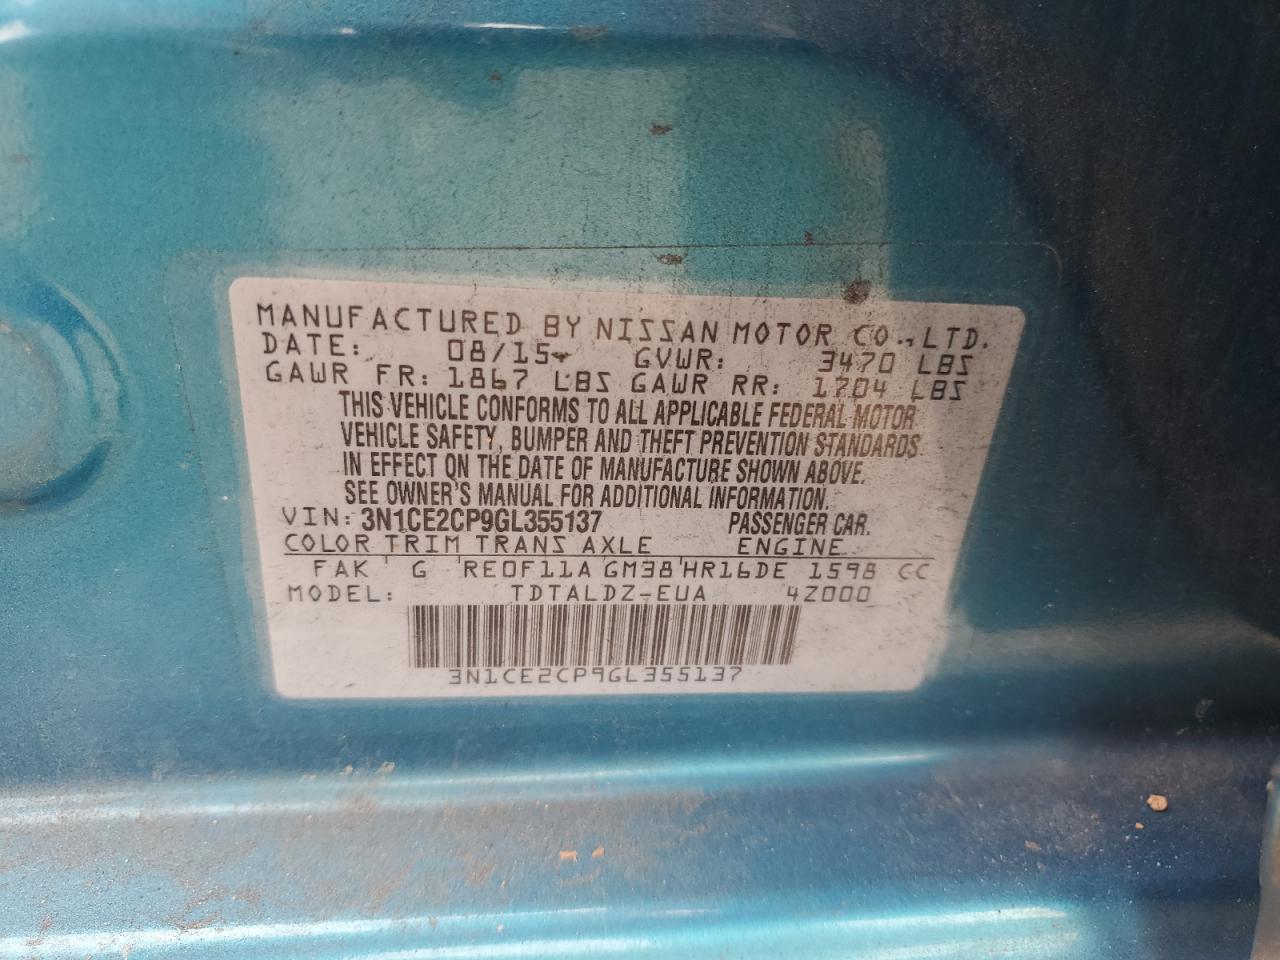 MANUFACTURED BY NISSAN MOTOR CO., LTD.
DATE: 08/15 GVWR: 3470 LBS
GAWR FR: 1867 LBS GAWR RR: 1704 LBS
THIS VEHICLE CONFORMS TO ALL APPLICABLE FEDERAL MOTOR
VEHICLE SAFETY, BUMPER AND THEFT PREVENTION STANDARDS
IN EFFECT ON THE DATE OF MANUFACTURE SHOWN ABOVE.
SEE OWNER'S MANUAL FOR ADDITIONAL INFORMATION.
VIN: 3N1CE2CP9GL355137 PASSENGER CAR.
COLOR TRIM TRANS AXLE ENGINE
FAK G RE0F11A GM38 HR16DE 1598 CC
MODEL: TDTALDZ-EUA 4Z000
3N1CE2CP9GL355137